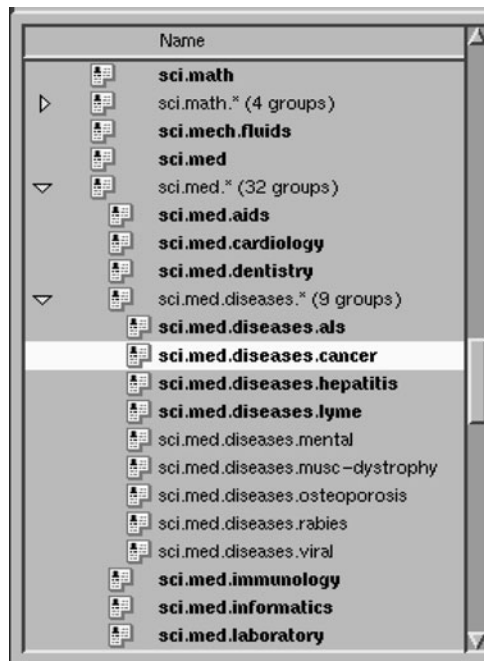 Name
sci.math
sci.math.* (4 groups)
sci.mech.fluids
sci.med
sci.med.* (32 groups)
sci.med.aids
sci.med.cardiology
sci.med.dentistry
sci.med.diseases.* (9 groups)
sci.med.diseases.als
sci.med.diseases.cancer
sci.med.diseases.hepatitis
sci.med.diseases.lyme
sci.med.diseases.mental
sci.med.diseases.musc-dystrophy
sci.med.diseases.osteoporosis
sci.med.diseases.rabies
sci.med.diseases.viral
sci.med.immunology
sci.med.informatics
sci.med.laboratory